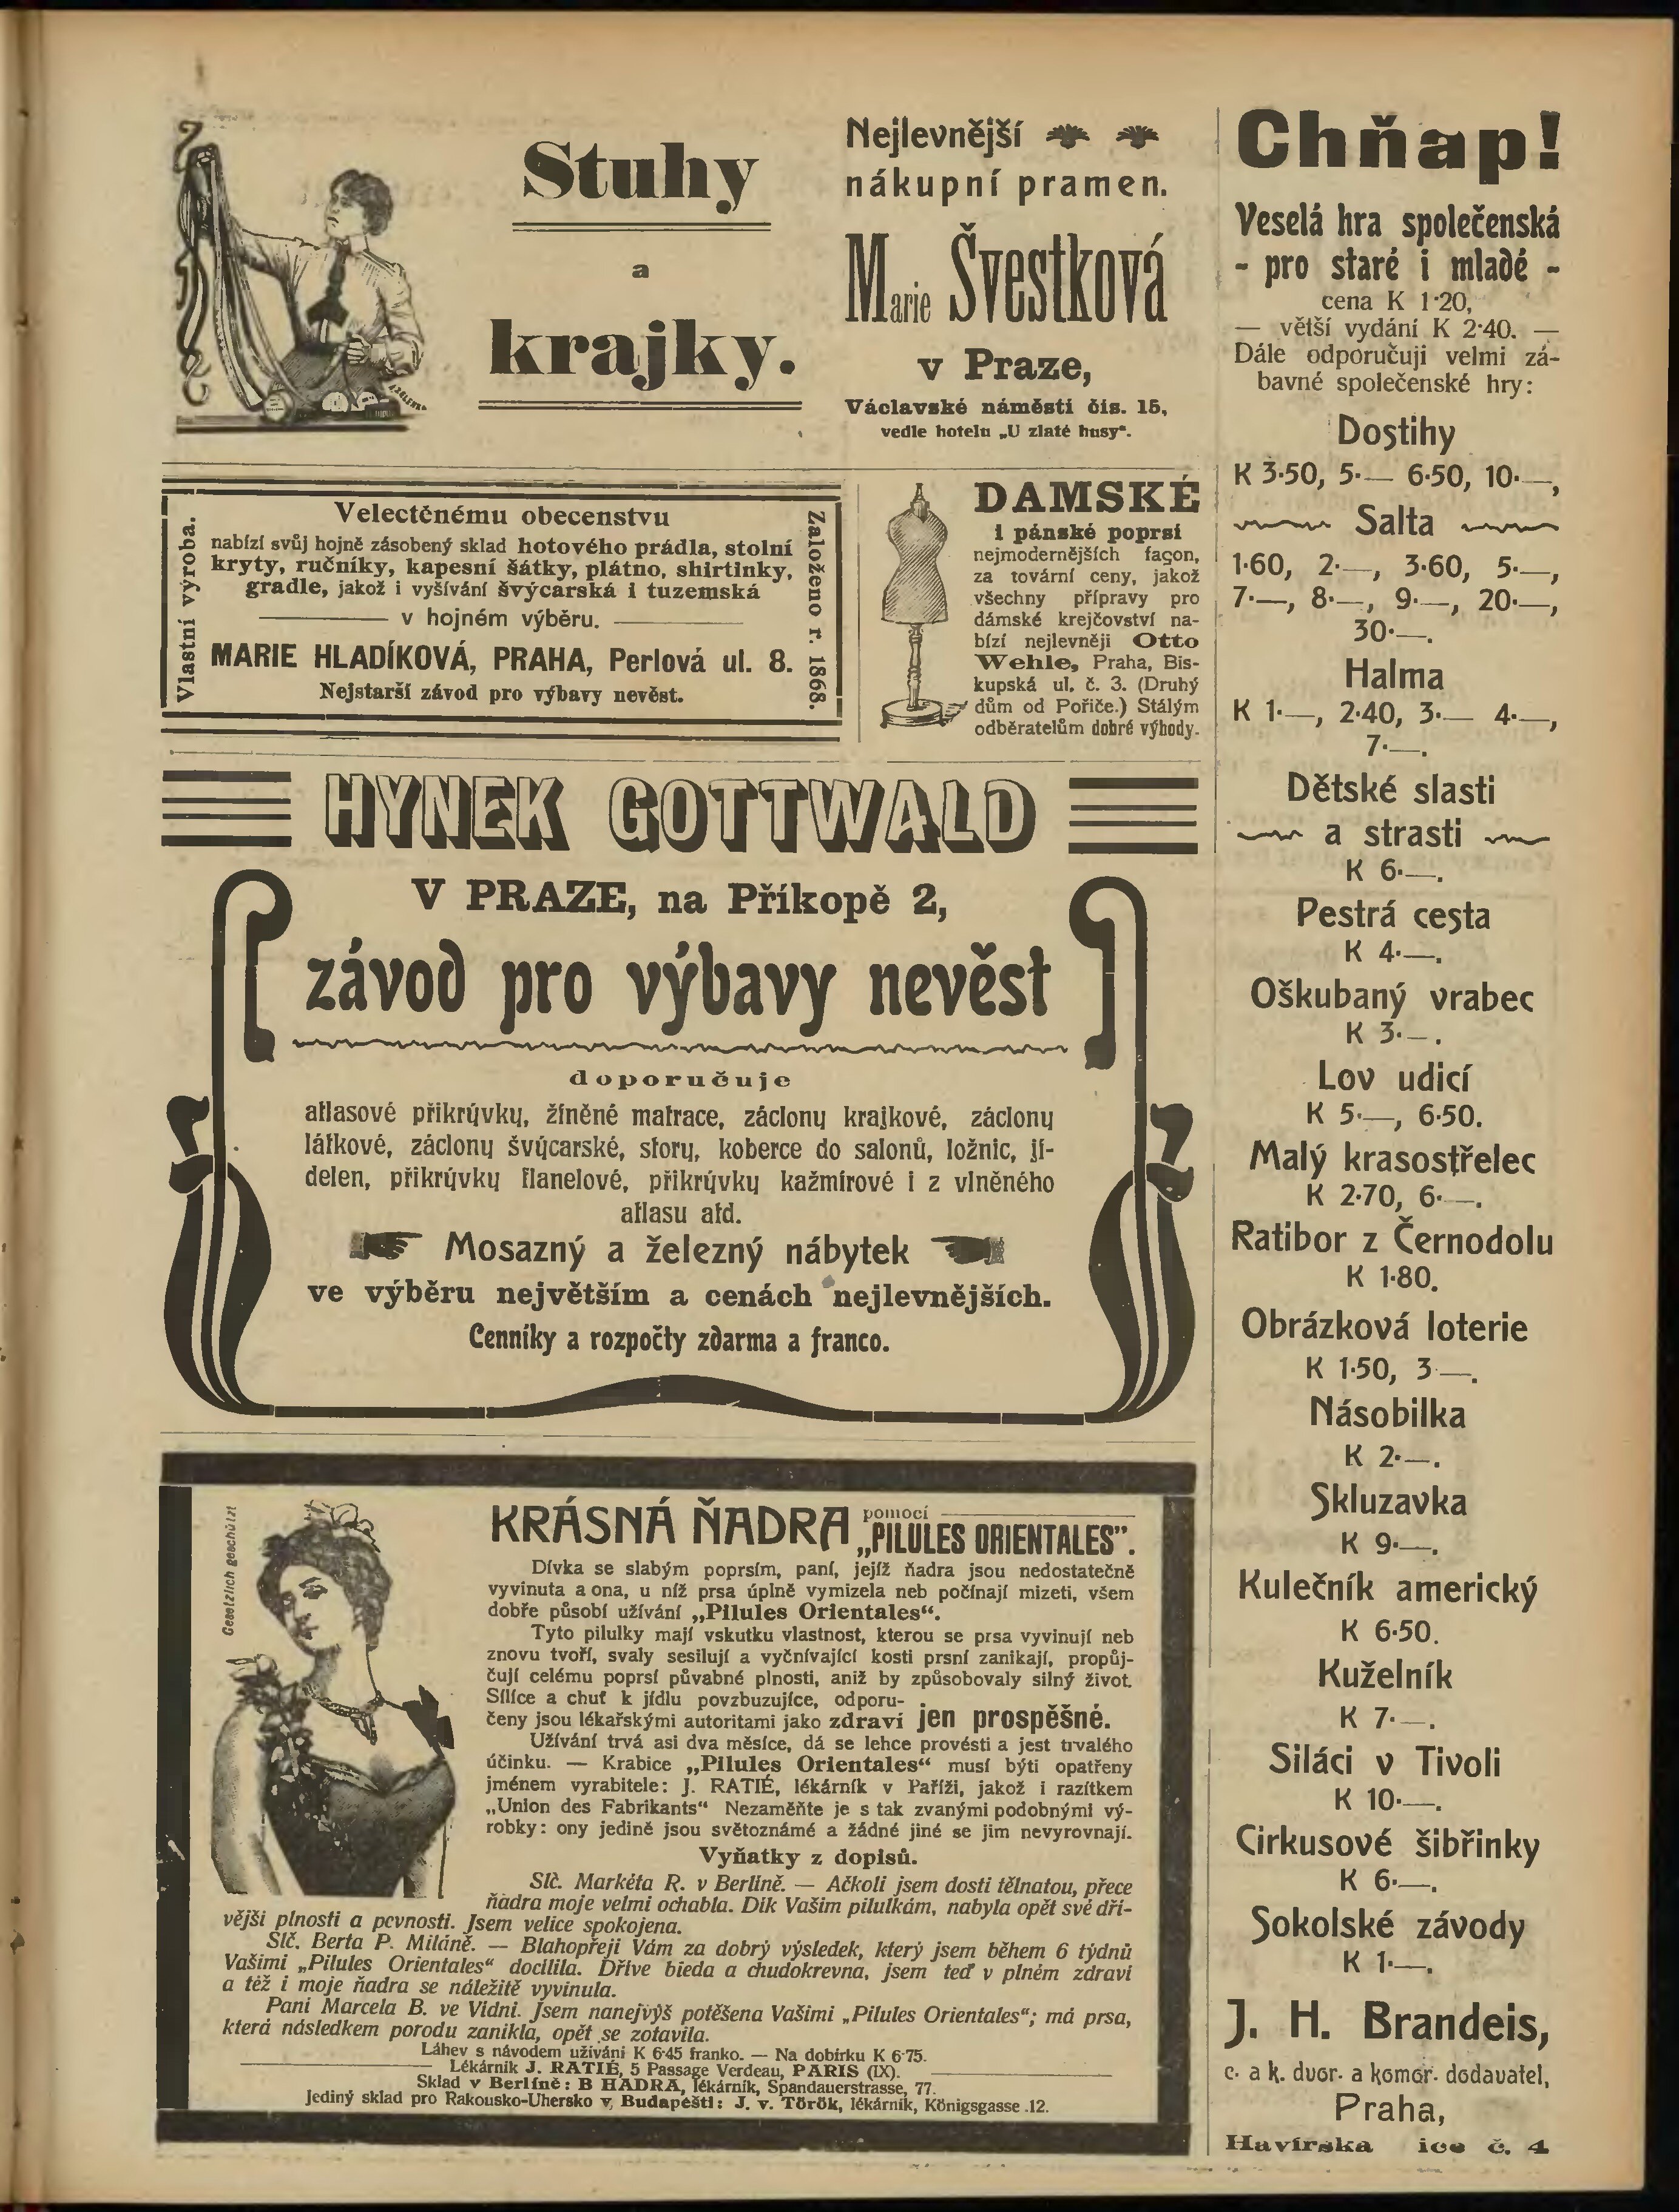 Stuhy
a
krajky.
Nejlevnější
nákupní pramen.
Marie Švestková
v Praze,
Václavské náměstí čis. 15,
vedle hotelu „U zlaté husy“.
Vlastní výroba.
Velectěnému obecenstvu
nabízí svůj hojně zásobený sklad hotového prádla, stolní
kryty, ručníky, kapesní šátky, plátno, shirtinky,
gradle, jakož i vyšívání švýcarská i tuzemská
v hojném výběru.
MARIE HLADÍKOVÁ, PRAHA, Perlová ul. 8.
Nejstarší závod pro výbavy nevěst.
Založeno r. 1868.
DAMSKÉ
i pánské poprsí
nejmodernějších façon,
za tovární ceny, jakož
všechny přípravy pro
dámské krejčovství na-
bízí nejlevněji Otto
Wehle, Praha, Bis-
kupská ul. č. 3. (Druhý
dům od Poříče.) Stálým
odběratelům dobré výhody.
HYNEK GOTTWALD
V PRAZE, na Příkopě 2,
závod pro výbavy nevěst
doporučuje
atlasové přikrývky, žíněné matrace, záclony krajkové, záclony
látkové, záclony švýcarské, story, koberce do salonů, ložnic, jí-
delen, přikrývky flanelové, přikrývky kažmírové i z vlněného
atlasu atd.
Mosazný a železný nábytek
ve výběru největším a cenách nejlevnějších.
Cenníky a rozpočty zdarma a franco.
Gesetzlich geschützt
KRÁSNÁ ŇADRA pomocí
„PILULES ORIENTALES”.
Dívka se slabým poprsím, paní, jejíž ňadra jsou nedostatečně
vyvinuta a ona, u níž prsa úplně vymizela neb počínají mizeti, všem
dobře působí užívání „Pilules Orientales“.
Tyto pilulky mají vskutku vlastnost, kterou se prsa vyvinují neb
znovu tvoří, svaly sesilují a vyčnívající kosti prsní zanikají, propůj-
čují celému poprsí půvabné plnosti, aniž by způsobovaly silný život.
Sílíce a chuť k jídlu povzbuzujíce, odporu-
čeny jsou lékařskými autoritami jako zdraví jen prospěšné.
Užívání trvá asi dva měsíce, dá se lehce provésti a jest trvalého
účinku. — Krabice „Pilules Orientales“ musí býti opatřeny
jménem vyrabitele: J. RATIÉ, lékárník v Paříži, jakož i razítkem
„Union des Fabrikants“ Nezaměňte je s tak zvanými podobnými vý-
robky: ony jedině jsou světoznámé a žádné jiné se jim nevyrovnají.
Vyňatky z dopisů.
Slč. Markéta R. v Berlíně. — Ačkoli jsem dosti tělnatou, přece
ňadra moje velmi ochabla. Dík Vašim pilulkám, nabyla opět své dří-
vější plnosti a pevnosti. Jsem velice spokojena.
Slč. Berta P. Miláně. — Blahopřeji Vám za dobrý výsledek, který jsem během 6 týdnů
Vašimi „Pilules Orientales“ docílila. Dříve bieda a chudokrevna, jsem teď v plném zdraví
a též i moje ňadra se náležitě vyvinula.
Paní Marcela B. ve Vídni. Jsem nanejvýš potěšena Vašimi „Pilules Orientales“; má prsa,
která následkem porodu zanikla, opět se zotavila.
Láhev s návodem užívání K 6·45 franko. — Na dobírku K 6·75.
Lékárník J. RATIÉ, 5 Passage Verdeau, PARIS (IX).
Sklad v Berlíně: B HADRA, lékárník, Spandauerstrasse, 77.
Jediný sklad pro Rakousko-Uhersko v Budapešti: J. v. Török, lékárník, Königsgasse 12.
Chňap!
Veselá hra společenská
- pro staré i mladé -
cena K 1·20,
— větší vydání K 2·40. —
Dále odporučuji velmi zá-
bavné společenské hry:
Dostihy
K 3·50, 5·— 6·50, 10·—,
Salta
1·60, 2·—, 3·60, 5·—,
7·—, 8·—, 9·—, 20·—,
30·—.
Halma
K 1·—, 2·40, 3·— 4·—,
7·—.
Dětské slasti
a strasti
K 6·—.
Pestrá cesta
K 4·—.
Oškubaný vrabec
K 3·—.
Lov udicí
K 5·—, 6·50.
Malý krasostřelec
K 2·70, 6·—.
Ratibor z Černodolu
K 1·80.
Obrázková loterie
K 1·50, 3—.
Násobilka
K 2·—.
Skluzavka
K 9·—.
Kulečník americký
K 6·50.
Kuželník
K 7·—.
Siláci v Tivoli
K 10·—.
Cirkusové šibřinky
K 6·—.
Sokolské závody
K 1·—.
J. H. Brandeis,
c. a k. dvor. a komor. dodavatel,
Praha,
Havířská č. 4